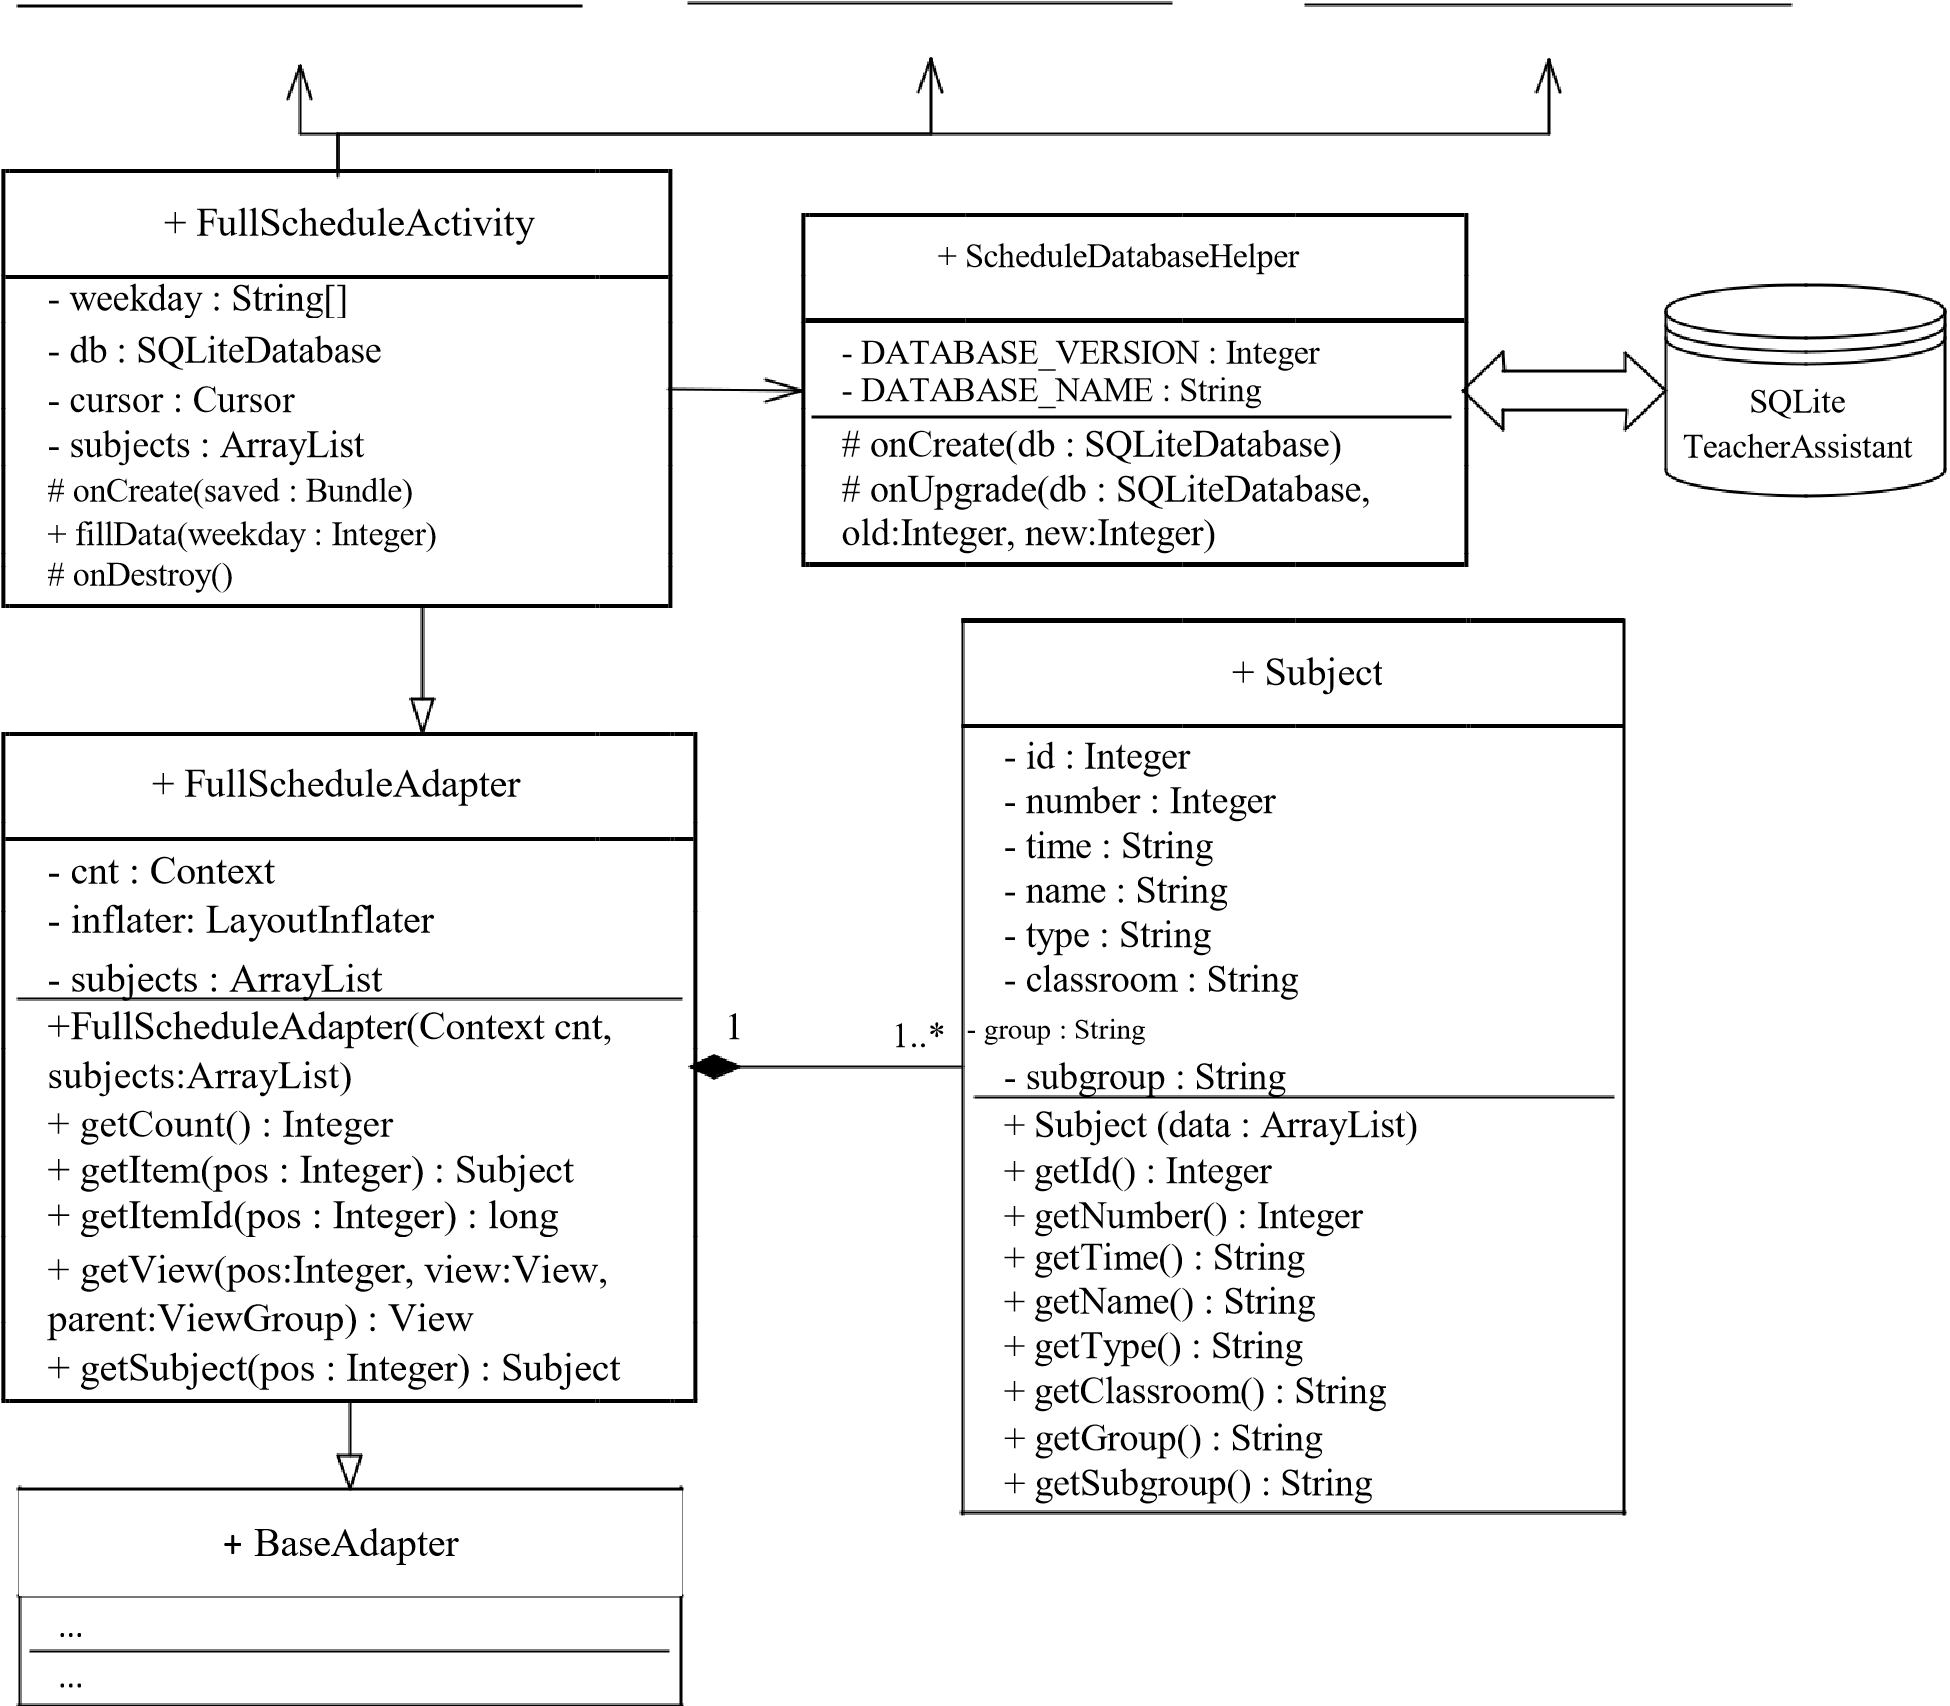 + FullScheduleActivity
- weekday : String[]
- db : SQLiteDatabase
- cursor : Cursor
- subjects : ArrayList
# onCreate(saved : Bundle)
+ fillData(weekday : Integer)
# onDestroy()
+ ScheduleDatabaseHelper
- DATABASE_VERSION : Integer
- DATABASE_NAME : String
# onCreate(db : SQLiteDatabase)
# onUpgrade(db : SQLiteDatabase,
old:Integer, new:Integer)
SQLite
TeacherAssistant
+ FullScheduleAdapter
- cnt : Context
- inflater: LayoutInflater
- subjects : ArrayList
+FullScheduleAdapter(Context cnt,
subjects:ArrayList)
+ getCount() : Integer
+ getItem(pos : Integer) : Subject
+ getItemId(pos : Integer) : long
+ getView(pos:Integer, view:View,
parent:ViewGroup) : View
+ getSubject(pos : Integer) : Subject
1
1..*
+ Subject
- id : Integer
- number : Integer
- time : String
- name : String
- type : String
- classroom : String
- group : String
- subgroup : String
+ Subject (data : ArrayList)
+ getId() : Integer
+ getNumber() : Integer
+ getTime() : String
+ getName() : String
+ getType() : String
+ getClassroom() : String
+ getGroup() : String
+ getSubgroup() : String
+ BaseAdapter
...
...